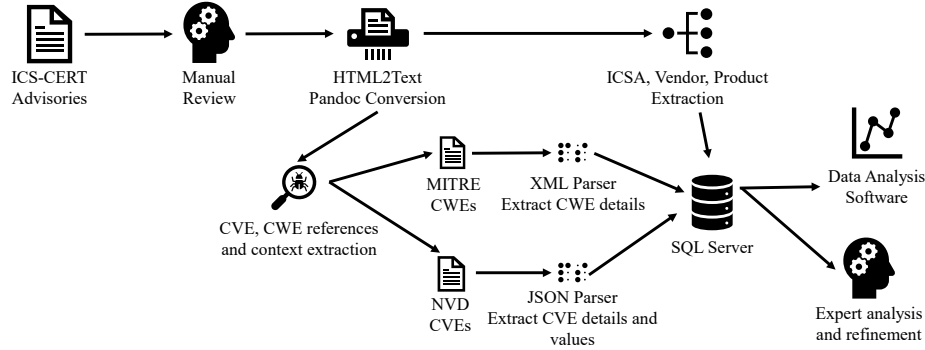 ICS-CERT
Advisories
Manual
Review
HTML2Text
Pandoc Conversion
ICSA, Vendor, Product
Extraction
CVE, CWE references
and context extraction
MITRE
CWEs
XML Parser
Extract CWE details
NVD
CVEs
JSON Parser
Extract CVE details and
values
SQL Server
Data Analysis
Software
Expert analysis
and refinement